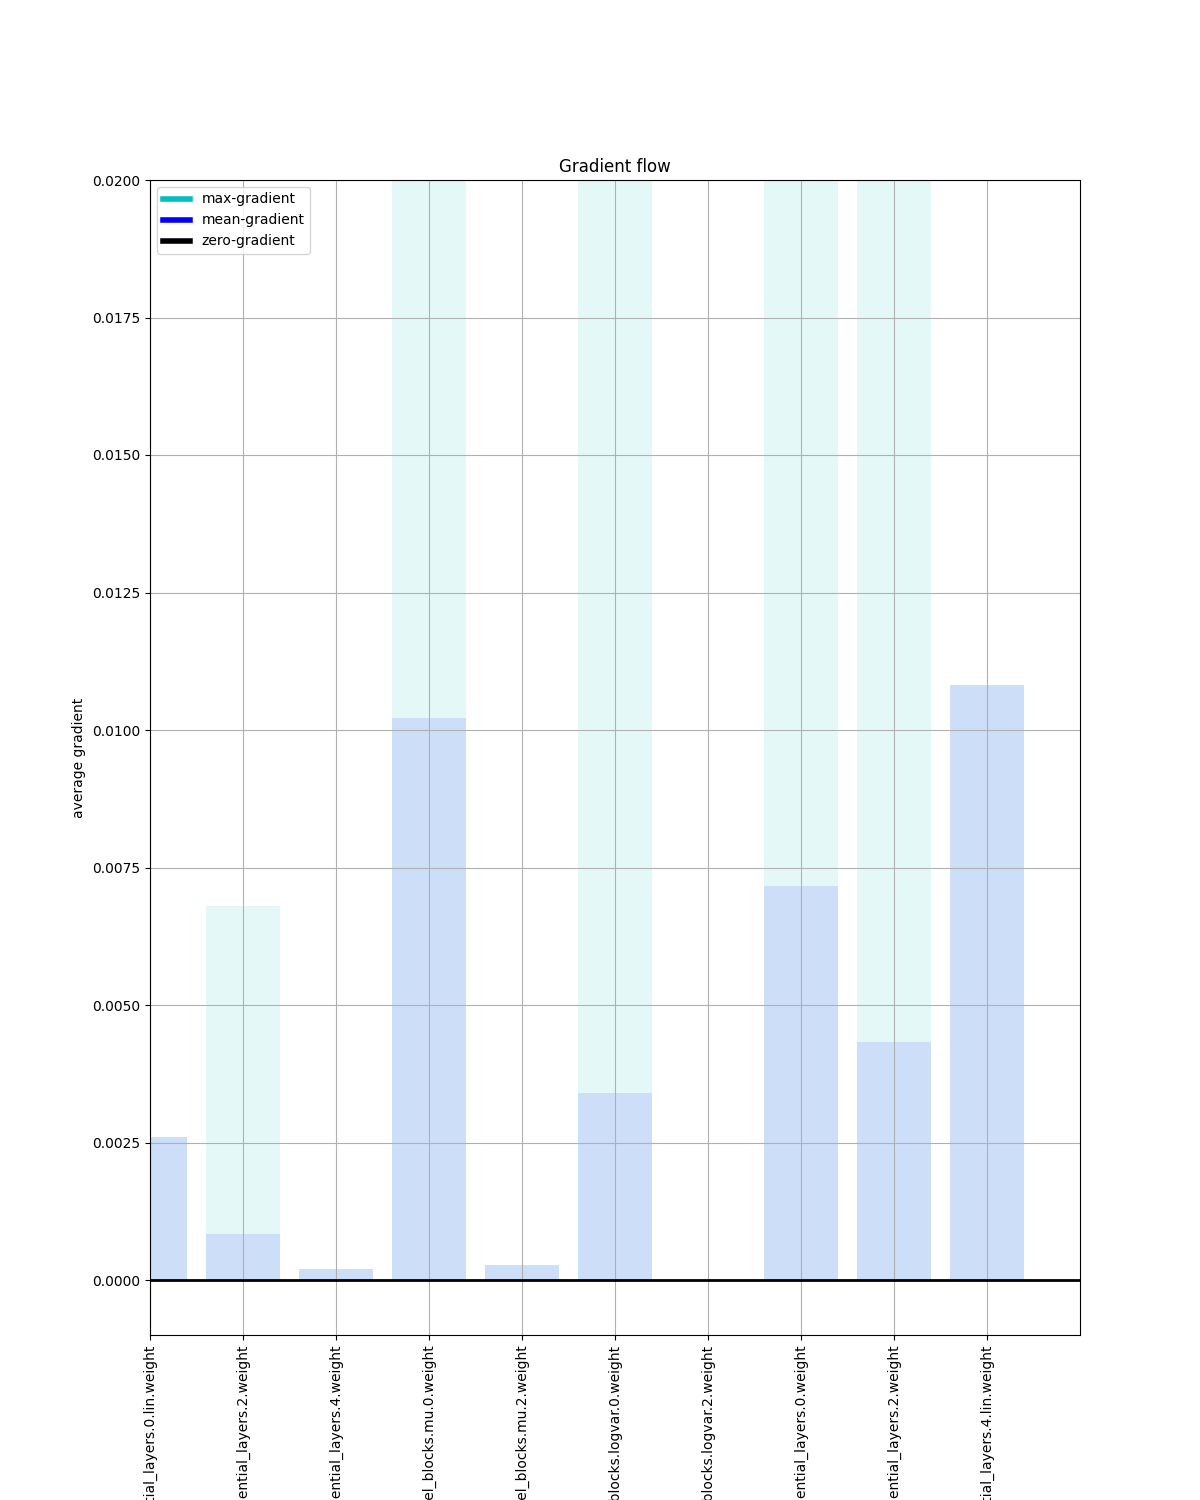 Gradient flow
max-gradient
mean-gradient
zero-gradient
0.0200
0.0175
0.0150
0.0125
0.0100
0.0075
0.0050
0.0025
0.0000
average gradient
tial_layers.0.lin.weight
ential_layers.2.weight
ential_layers.4.weight
el_blocks.mu.0.weight
el_blocks.mu.2.weight
blocks.logvar.0.weight
blocks.logvar.2.weight
ential_layers.0.weight
ential_layers.2.weight
tial_layers.4.lin.weight